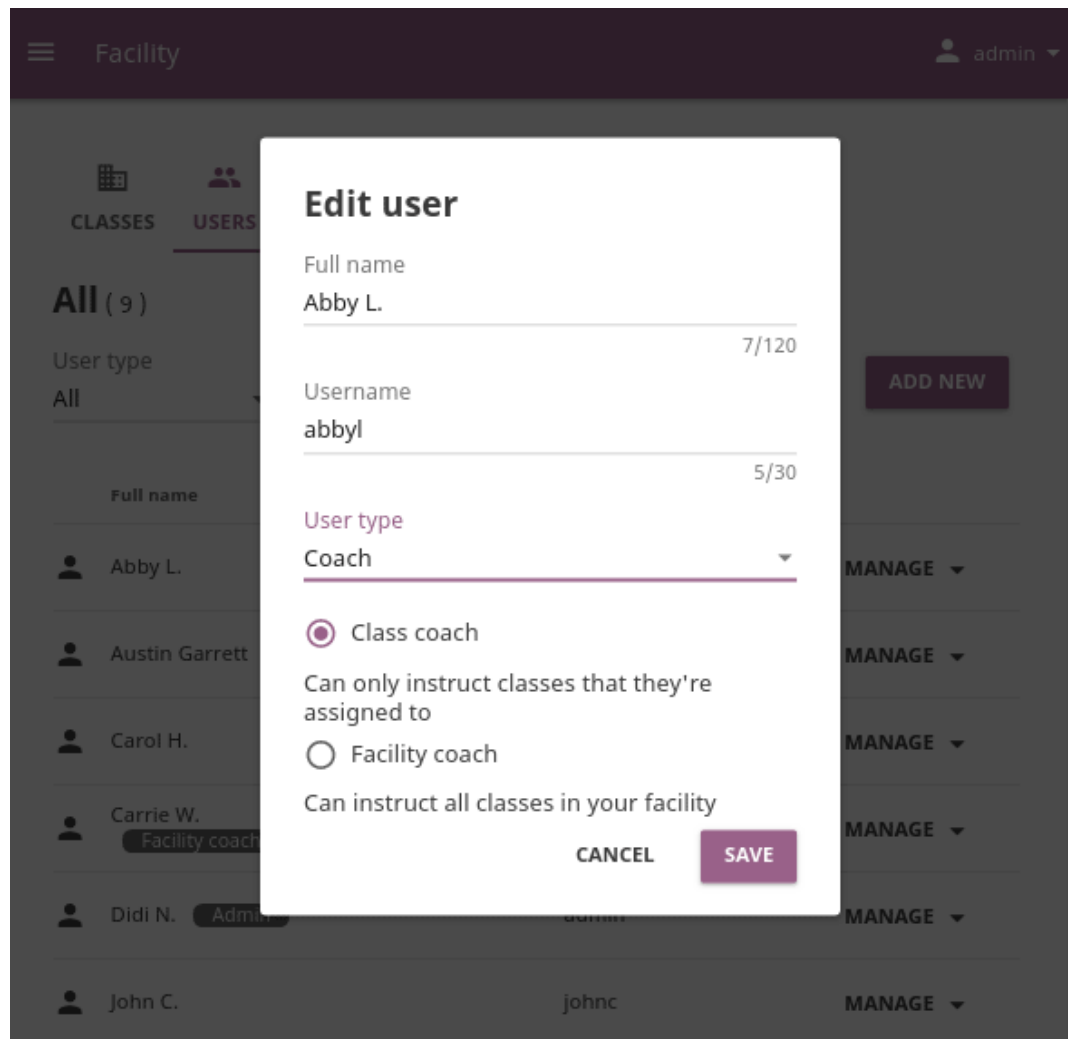 Facility
admin
CLASSES
USERS
All ( 9 )
User type
All
ADD NEW
Full name
Abby L.
MANAGE
Austin Garrett
MANAGE
Carol H.
MANAGE
Carrie W.
Facility coach
MANAGE
Didi N.
Admin
admin
MANAGE
John C.
johnc
MANAGE
Edit user
Full name
Abby L.
7/120
Username
abbyl
5/30
User type
Coach
Class coach
Can only instruct classes that they're
assigned to
Facility coach
Can instruct all classes in your facility
CANCEL
SAVE